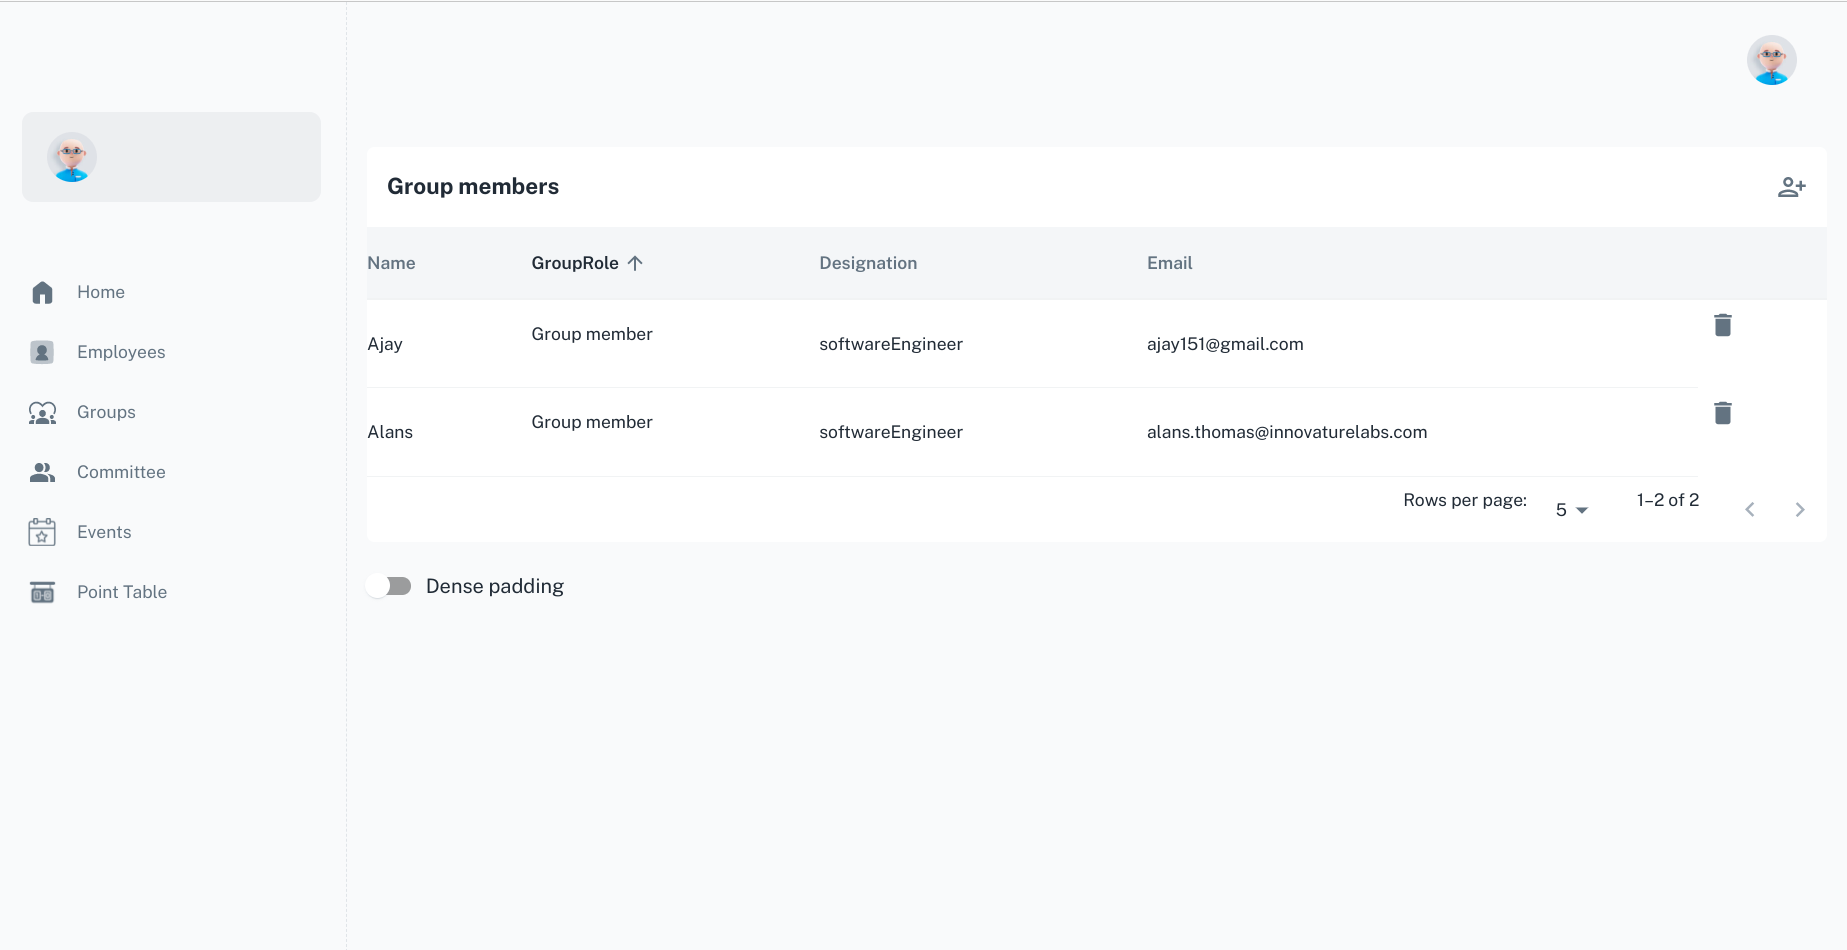 Group members
Home
Employees
Groups
Committee
Events
Point Table
Name GroupRole Designation Email
Ajay Group member softwareEngineer ajay151@gmail.com
Alans Group member softwareEngineer alans.thomas@innovaturelabs.com
Rows per page: 5 1–2 of 2
Dense padding